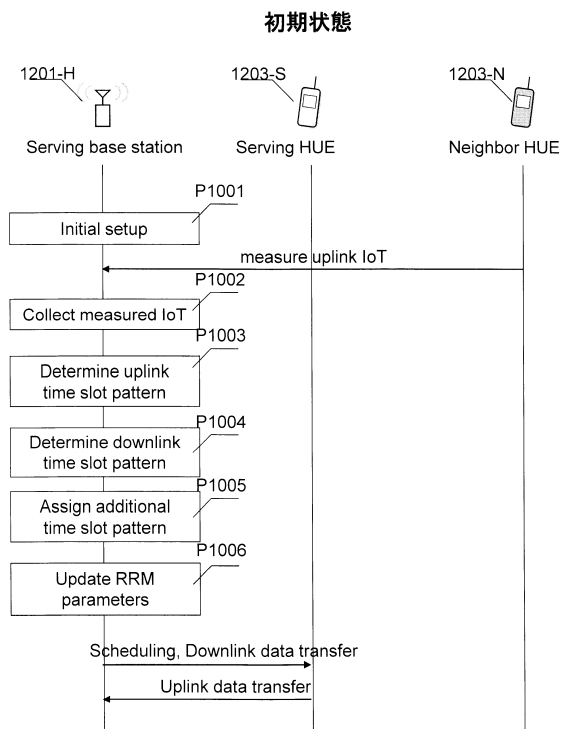 初期状態
1201-H
1203-S
1203-N
Serving base station
Serving HUE
Neighbor HUE
P1001
Initial setup
measure uplink IoT
P1002
Collect measured IoT
P1003
Determine uplink
time slot pattern
P1004
Determine downlink
time slot pattern
P1005
Assign additional
time slot pattern
P1006
Update RRM
parameters
Scheduling, Downlink data transfer
Uplink data transfer